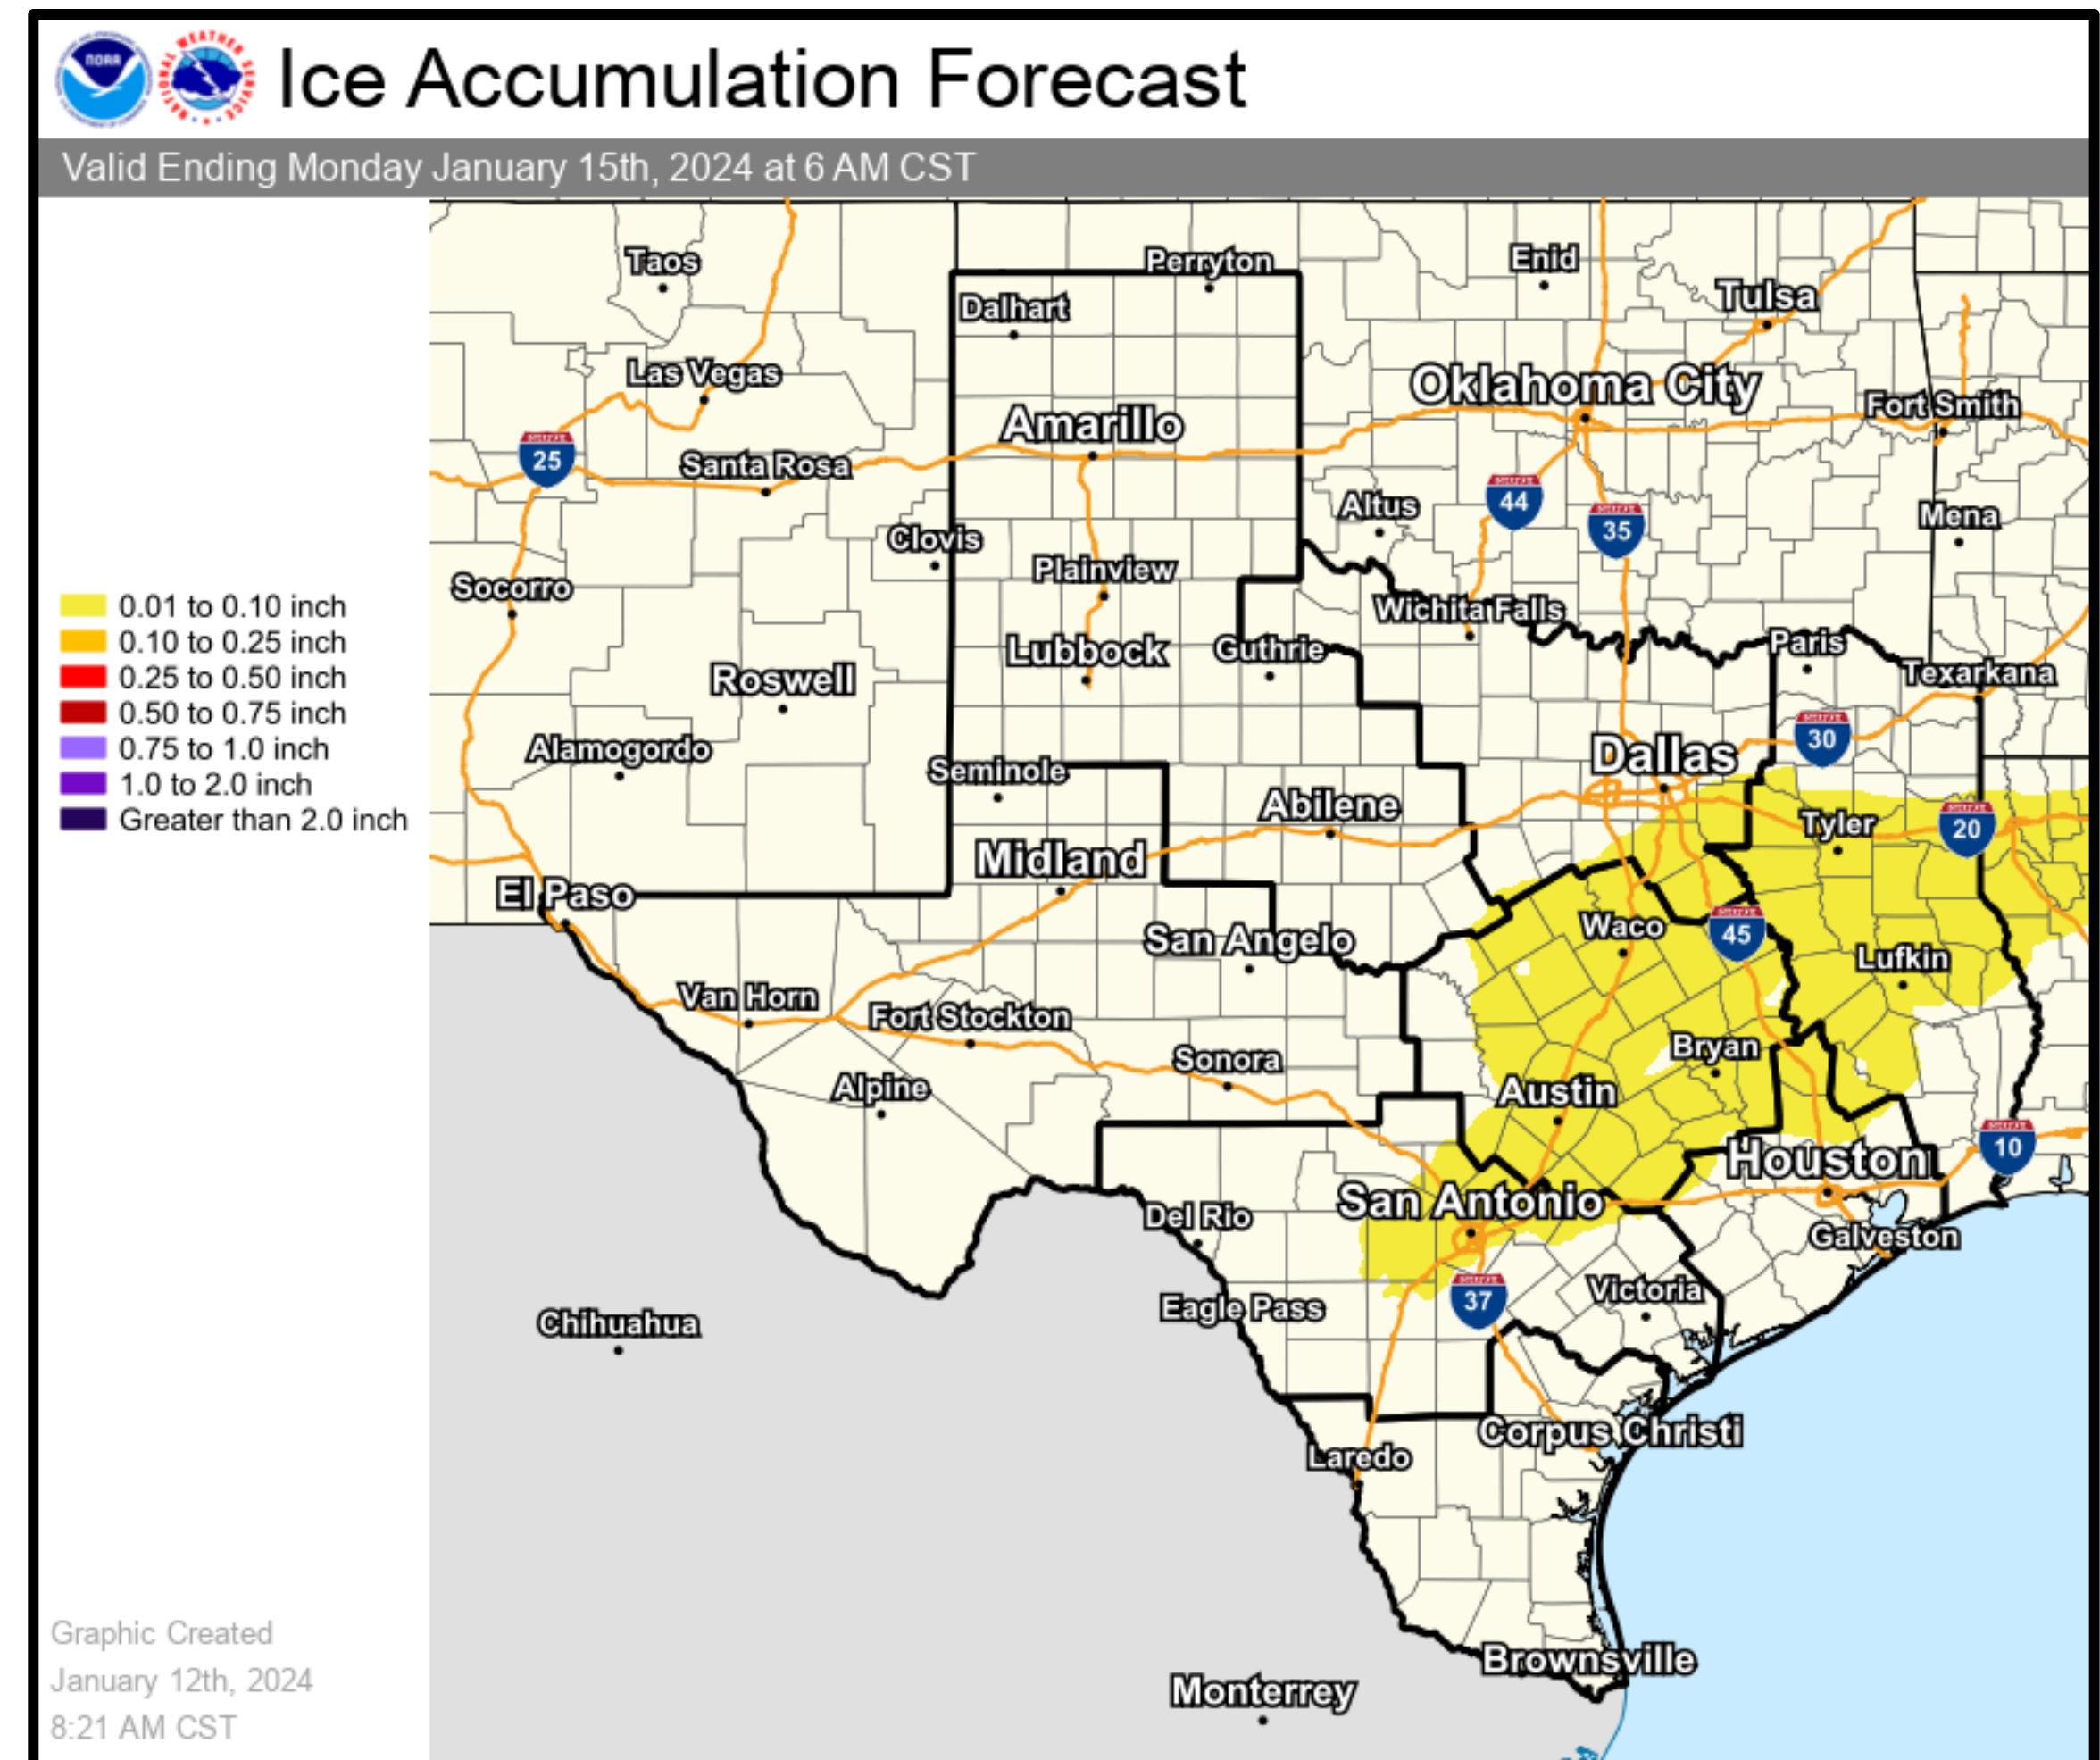 noaa
NATIONAL WEATHER SERVICE
Ice Accumulation Forecast
Valid Ending Monday January 15th, 2024 at 6 AM CST
0.01 to 0.10 inch
0.10 to 0.25 inch
0.25 to 0.50 inch
0.50 to 0.75 inch
0.75 to 1.0 inch
1.0 to 2.0 inch
Greater than 2.0 inch
Graphic Created
January 12th, 2024
8:21 AM CST
Taos
Perryton
Enid
Dalhart
Tulsa
Las Vegas
Oklahoma City
Fort Smith
Amarillo
25
Santa Rosa
44
Altus
35
Mena
Clovis
Plainview
Socorro
Wichita Falls
Lubbock
Guthrie
Paris
Texarkana
Roswell
30
Alamogordo
Dallas
Seminole
Abilene
Tyler
20
Midland
El Paso
Waco
45
San Angelo
Lufkin
Van Horn
Fort Stockton
Bryan
Sonora
Alpine
Austin
10
Houston
San Antonio
Del Rio
Galveston
37
Victoria
Eagle Pass
Chihuahua
Corpus Christi
Laredo
Brownsville
Monterrey